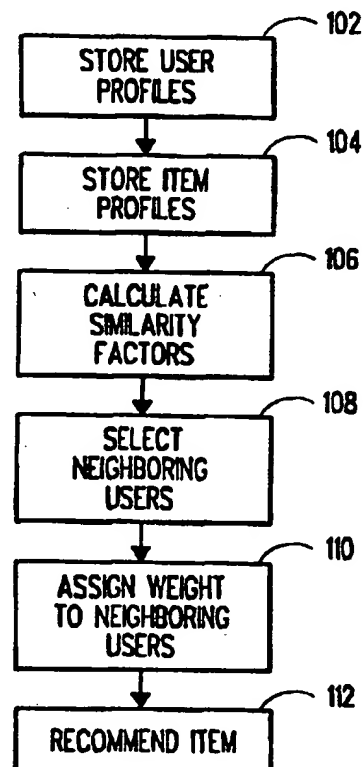 102
STORE USER
PROFILES
104
STORE ITEM
PROFILES
106
CALCULATE
SIMILARITY
FACTORS
108
SELECT
NEIGHBORING
USERS
110
ASSIGN WEIGHT
TO NEIGHBORING
USERS
112
RECOMMEND ITEM